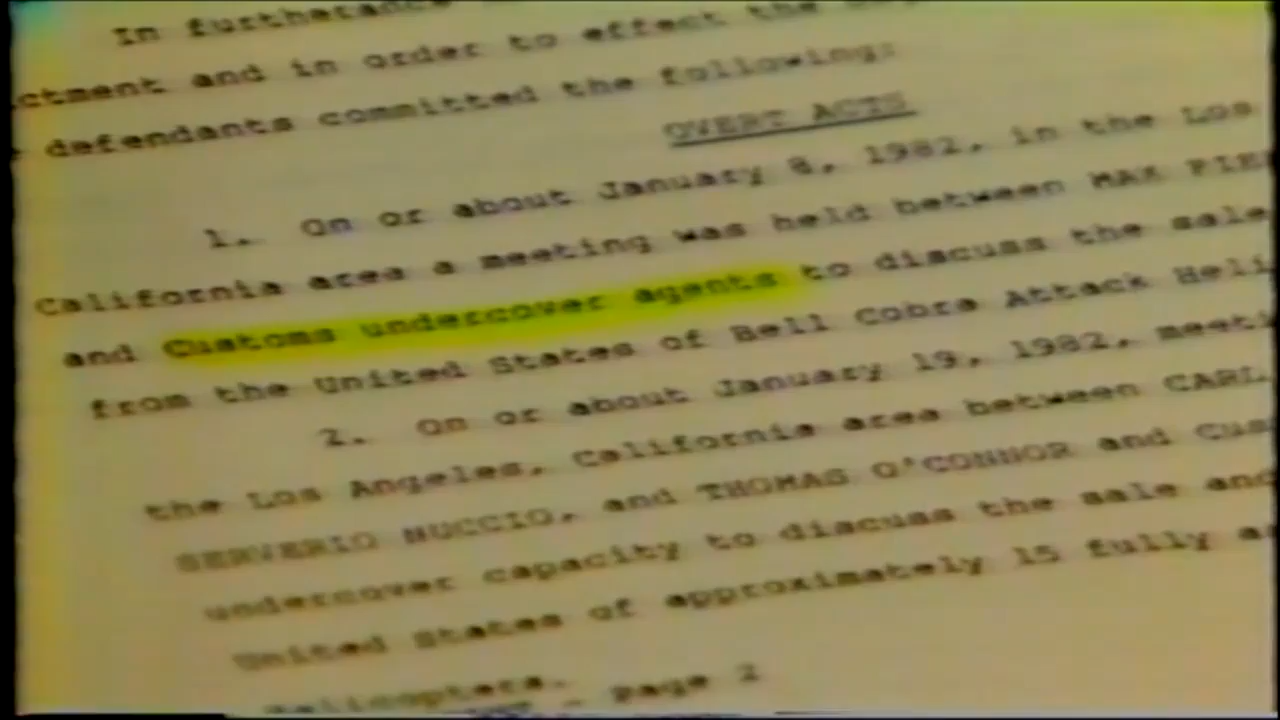 In furtherance
ctment and in order to effect the
defendants committed the following:
OVERT ACTS
1. On or about January 8, 1982, in the Los
California area a meeting was held between MAX
and Customs undercover agents to discuss the sale
from the United States of Bell Cobra Attack Heli
2. On or about January 19, 1982, meeti
the Los Angeles, California area between CARL
SERVERIO NUCCIO, and THOMAS O'CONNOR and Cus
undercover capacity to discuss the sale and
United States of approximately 15 fully a
Helicopters.
- Page 2